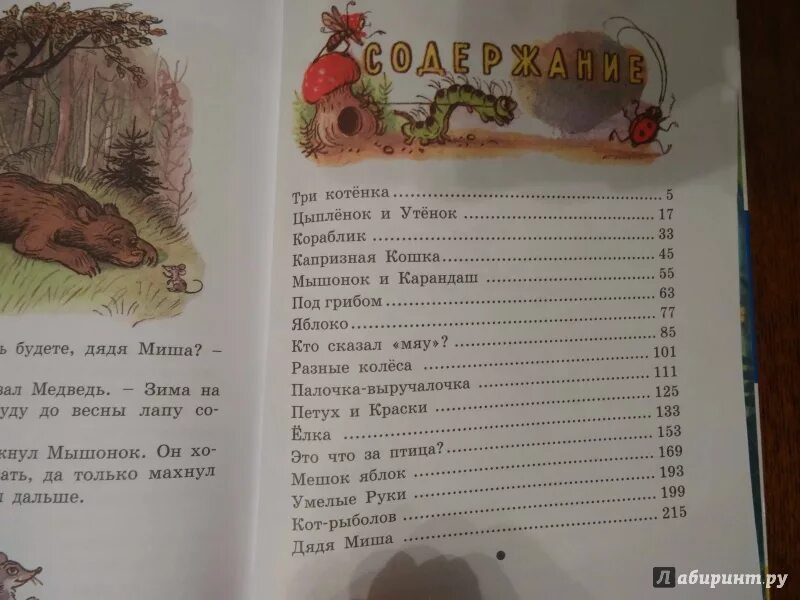 ь будете, дядя Миша? –
зал Медведь. – Зима на
уду до весны лапу со-
кнул Мышонок. Он хо-
ать, да только махнул
дальше.
СОДЕРЖАНИЕ
Три котёнка 5
Цыплёнок и Утёнок 17
Кораблик 33
Капризная Кошка 45
Мышонок и Карандаш 55
Под грибом 63
Яблоко 77
Кто сказал «мяу»? 85
Разные колёса 101
Палочка-выручалочка 111
Петух и Краски 125
Ёлка 133
Это что за птица? 153
Мешок яблок 169
Умелые Руки 193
Кот-рыболов 199
Дядя Миша 215
Лабиринт.ру